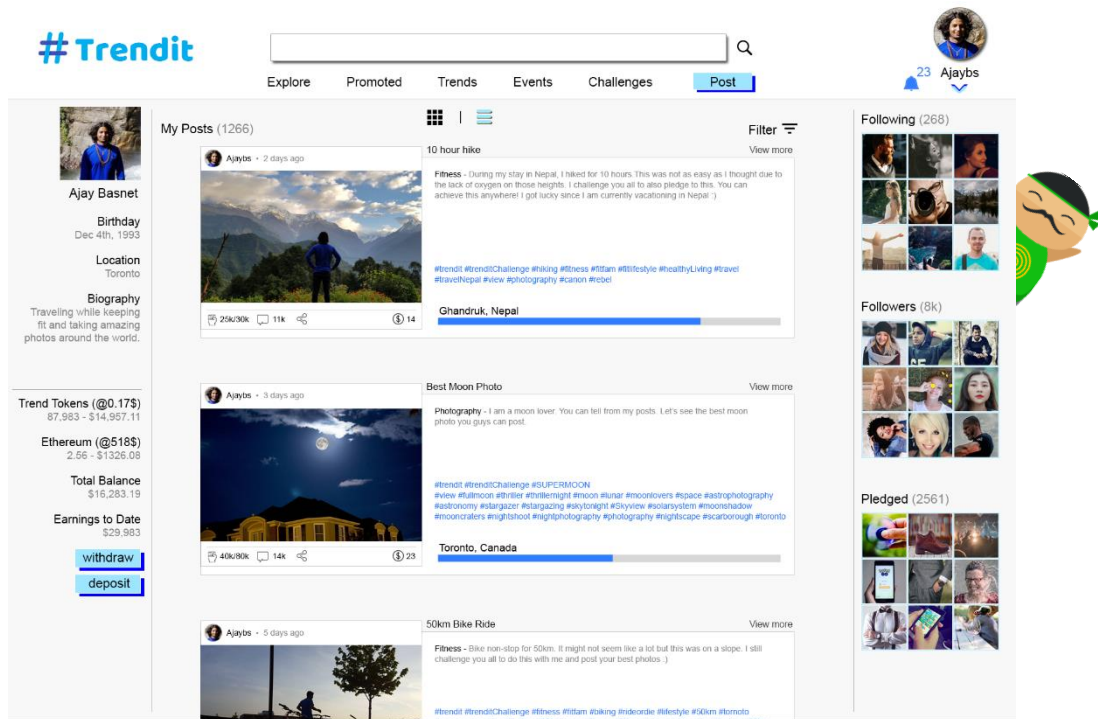 #Trendit
Explore Promoted Trends Events Challenges Post
23 Ajaybs
Ajay Basnet
Birthday
Dec 4th, 1993
Location
Toronto
Biography
Traveling while keeping
fit and taking amazing
photos around the world.
Trend Tokens (@0.17$)
87,983 - $14,957.11
Ethereum (@518$)
2.56 - $1326.08
Total Balance
$16,283.19
Earnings to Date
$29,983
withdraw
deposit
My Posts (1266)
|
Filter
Ajaybs • 2 days ago
10 hour hike
View more
Fitness - During my stay in Nepal, I hiked for 10 hours.This was not as easy as I thought due to
the lack of oxygen on those heights. I challenge you all to also pledge to this. You can
achieve this anywhere! I got lucky since I am currently vacationing in Nepal :)
#trendit #trenditChallenge #hiking #fitness #fitfam #fitlifestyle #healthyLiving #travel
#travelNepal #view #photography #canon #rebel
25k/30k 11k $ 14
Ghandruk, Nepal
Ajaybs • 3 days ago
Best Moon Photo
View more
Photography - I am a moon lover. You can tell from my posts. Let's see the best moon
photo you guys can post.
#trendit #trenditChallenge #SUPERMOON
#view #fullmoon #thriller #thrillernight #moon #lunar #moonlovers #space #astrophotography
#astronomy #stargazer #stargazing #skytonight #Skyview #solarsystem #moonshadow
#mooncraters #nightshoot #nightphotography #photography #nightscape #scarborough #toronto
40k/80k 14k $ 23
Toronto, Canada
Ajaybs • 5 days ago
50km Bike Ride
View more
Fitness - Bike non-stop for 50km. It might not seem like a lot but this was on a slope. I still
challenge you all to do this with me and post your best photos :)
#trendit #trenditChallenge #fitness #fitfam #biking #rideordie #lifestyle #50km #tornoto
Following (268)
Followers (8k)
Pledged (2561)